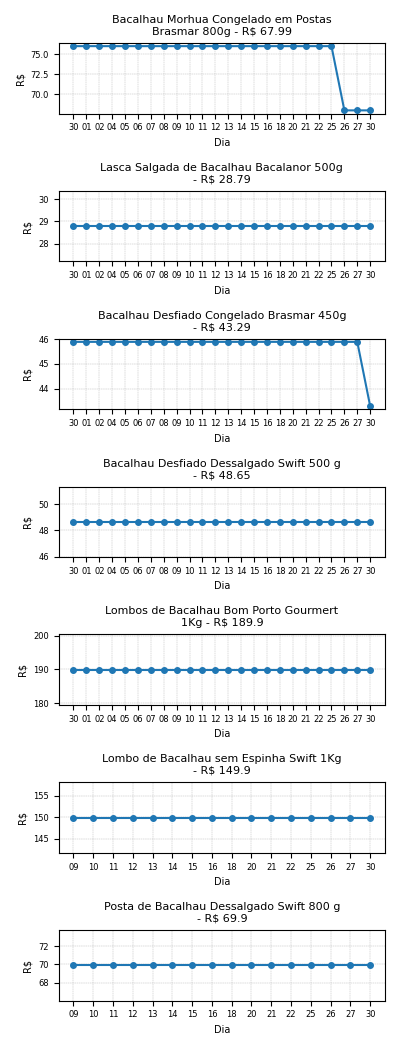 Bacalhau Morhua Congelado em Postas
Brasmar 800g - R$ 67.99
75.0
72.5
70.0
R$
30 01 02 04 05 06 07 08 09 10 11 12 13 14 15 16 18 20 21 22 25 26 27 30
Dia
Lasca Salgada de Bacalhau Bacalanor 500g
- R$ 28.79
30
29
28
R$
30 01 02 04 05 06 07 08 09 10 11 12 13 14 15 16 18 20 21 22 25 26 27 30
Dia
Bacalhau Desfiado Congelado Brasmar 450g
- R$ 43.29
46
45
44
R$
30 01 02 04 05 06 07 08 09 10 11 12 13 14 15 16 18 20 21 22 25 26 27 30
Dia
Bacalhau Desfiado Dessalgado Swift 500 g
- R$ 48.65
50
48
46
R$
30 01 02 04 05 06 07 08 09 10 11 12 13 14 15 16 18 20 21 22 25 26 27 30
Dia
Lombos de Bacalhau Bom Porto Gourmert
1Kg - R$ 189.9
200
190
180
R$
30 01 02 04 05 06 07 08 09 10 11 12 13 14 15 16 18 20 21 22 25 26 27 30
Dia
Lombo de Bacalhau sem Espinha Swift 1Kg
- R$ 149.9
155
150
145
R$
09 10 11 12 13 14 15 16 18 20 21 22 25 26 27 30
Dia
Posta de Bacalhau Dessalgado Swift 800 g
- R$ 69.9
72
70
68
R$
09 10 11 12 13 14 15 16 18 20 21 22 25 26 27 30
Dia